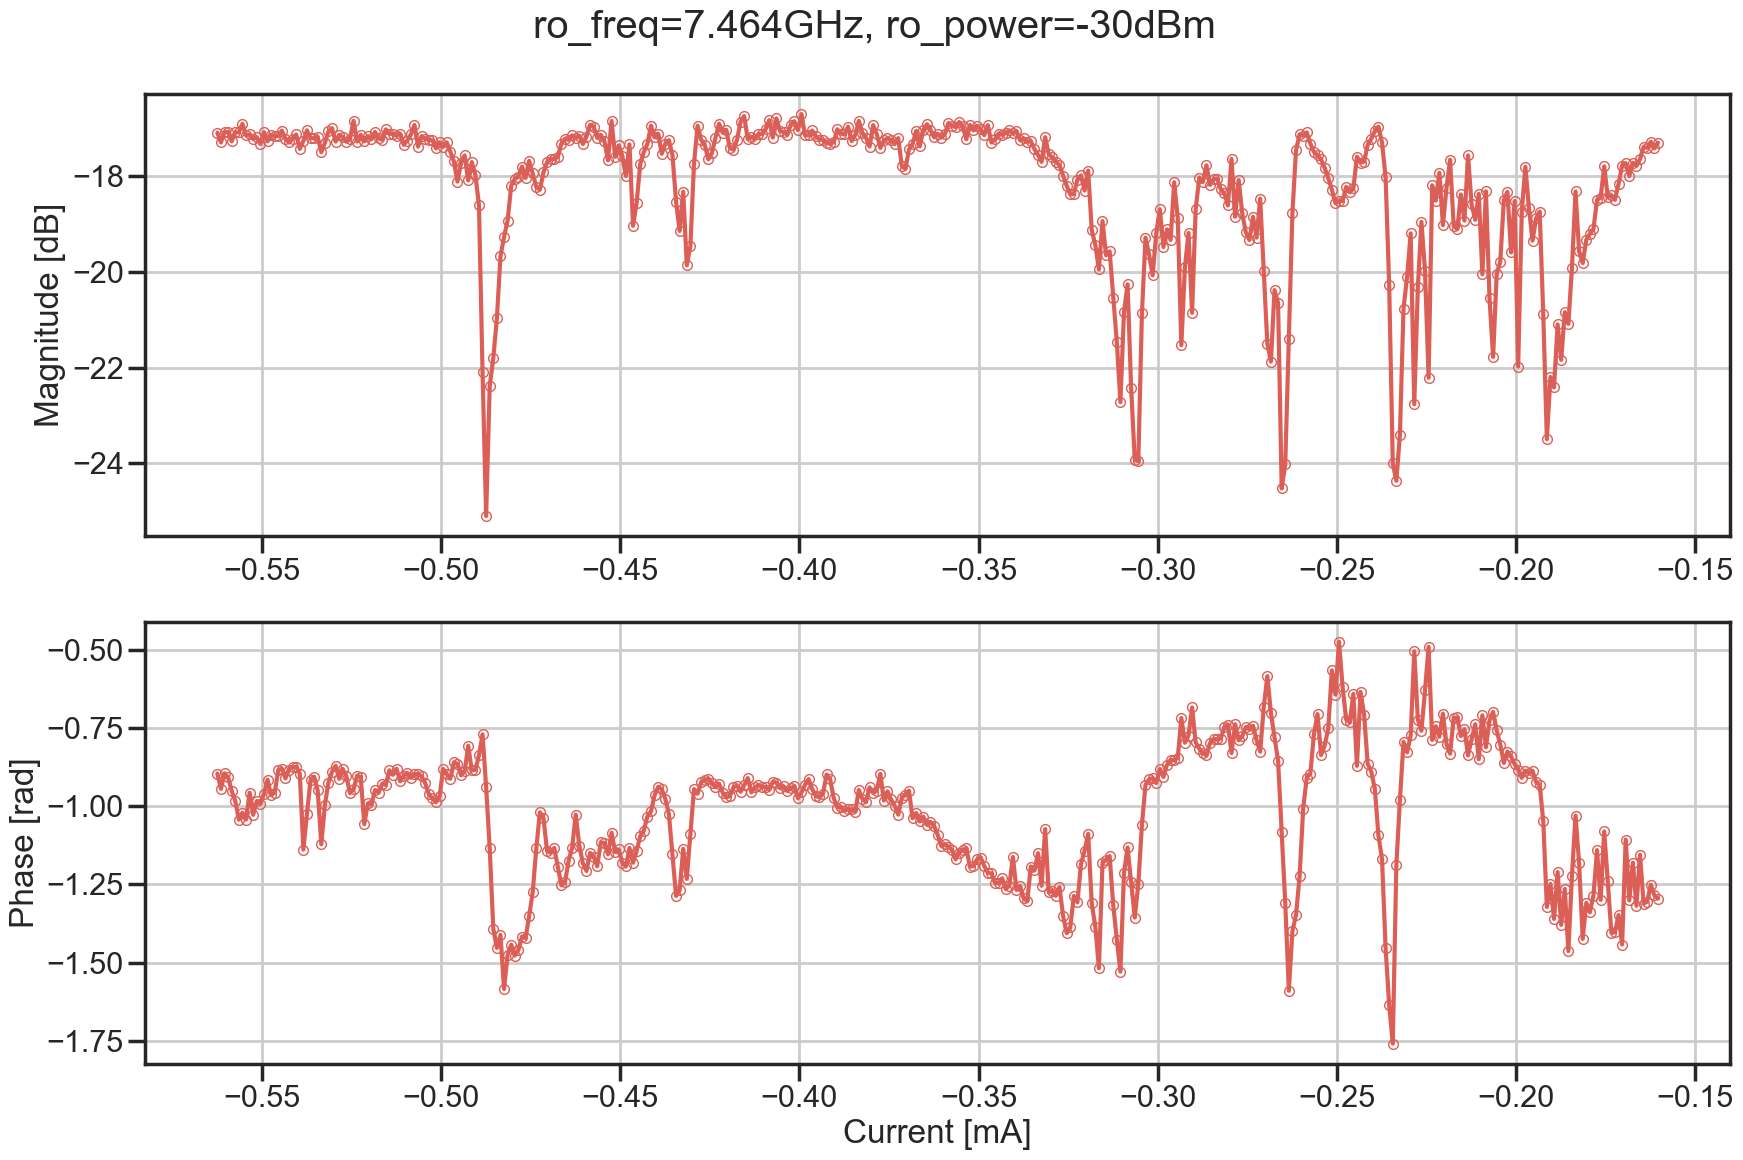 ro_freq=7.464GHz, ro_power=-30dBm
Magnitude [dB]
−18
−20
−22
−24
−0.55 −0.50 −0.45 −0.40 −0.35 −0.30 −0.25 −0.20 −0.15
Phase [rad]
−0.50
−0.75
−1.00
−1.25
−1.50
−1.75
−0.55 −0.50 −0.45 −0.40 −0.35 −0.30 −0.25 −0.20 −0.15
Current [mA]